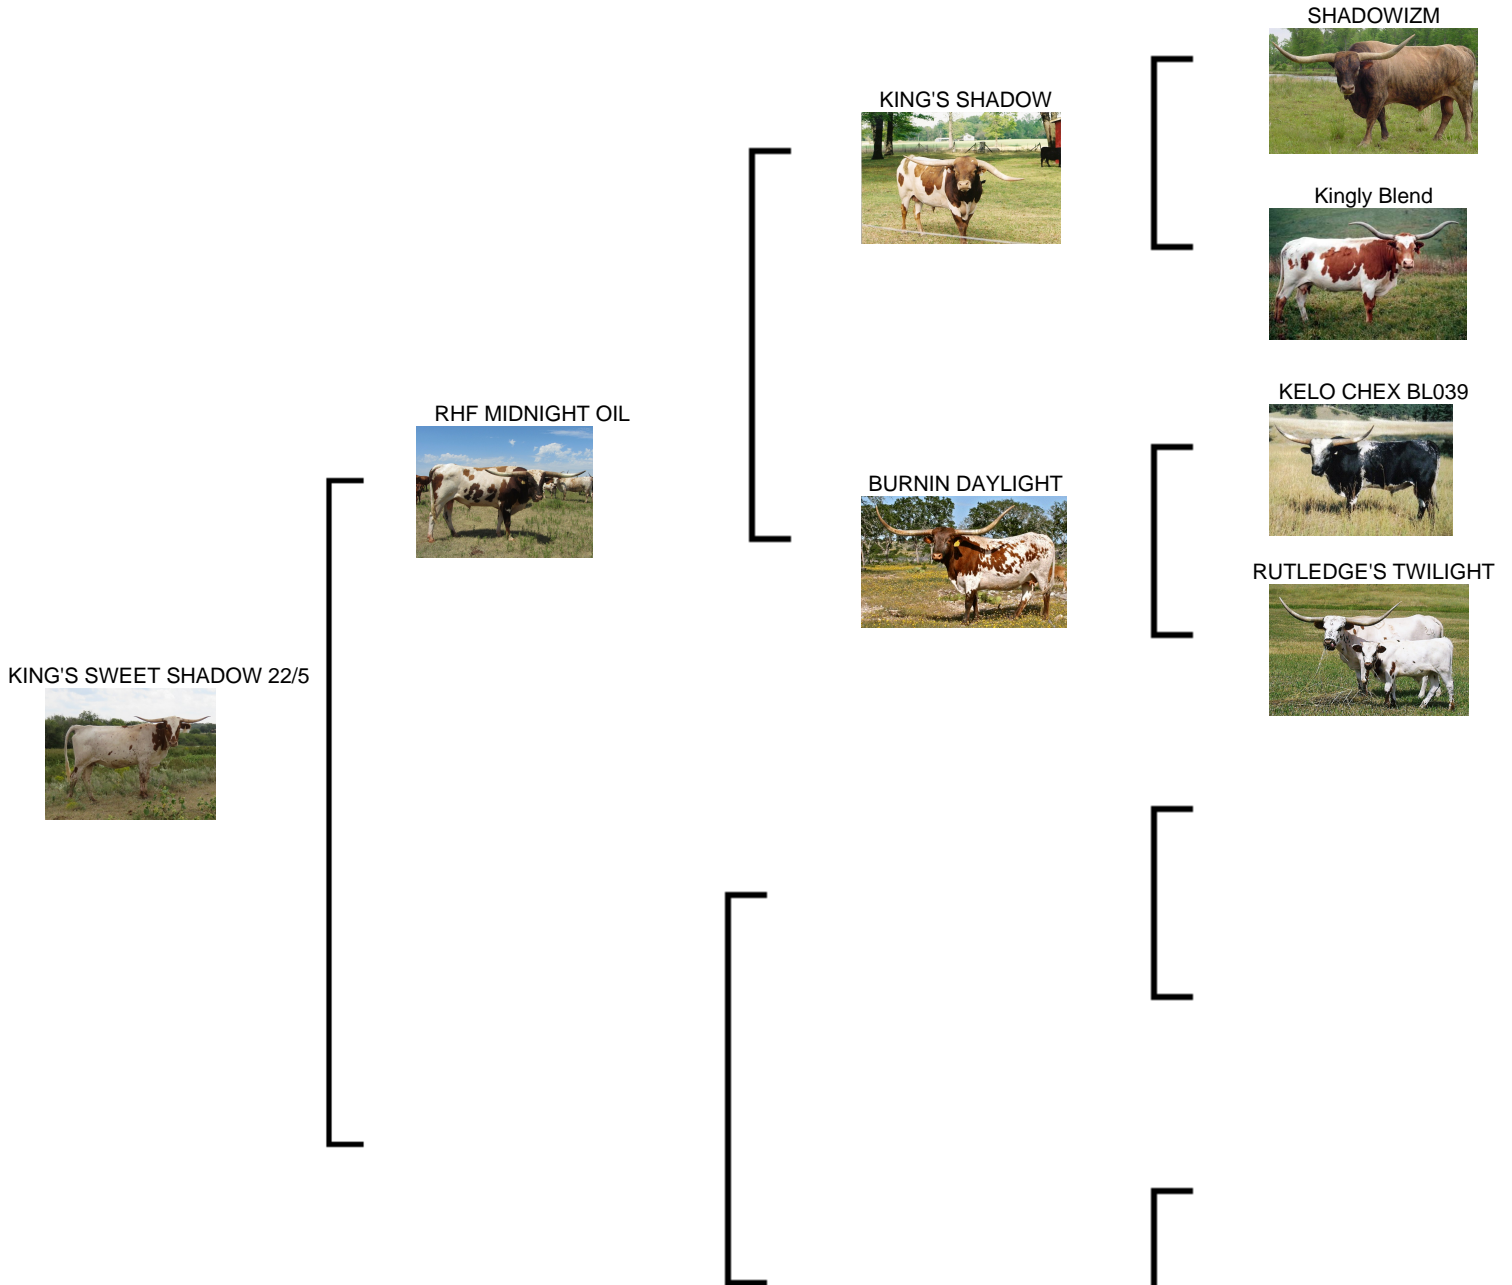 SHADOWIZM
KING'S SHADOW
Kingly Blend
KELO CHEX BL039
RHF MIDNIGHT OIL
BURNIN DAYLIGHT
RUTLEDGE'S TWILIGHT
KING'S SWEET SHADOW 22/5